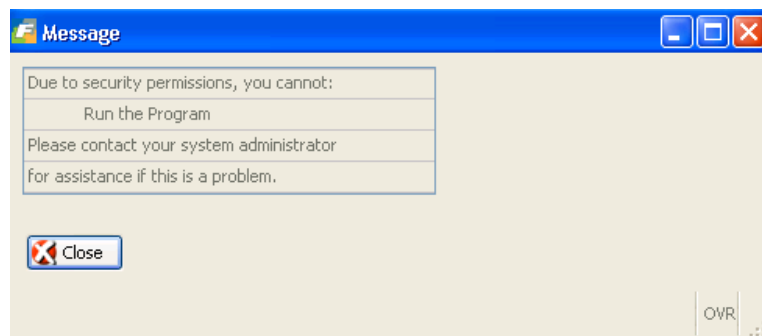 Message
Due to security permissions, you cannot:
Run the Program
Please contact your system administrator
for assistance if this is a problem.
Close
OVR